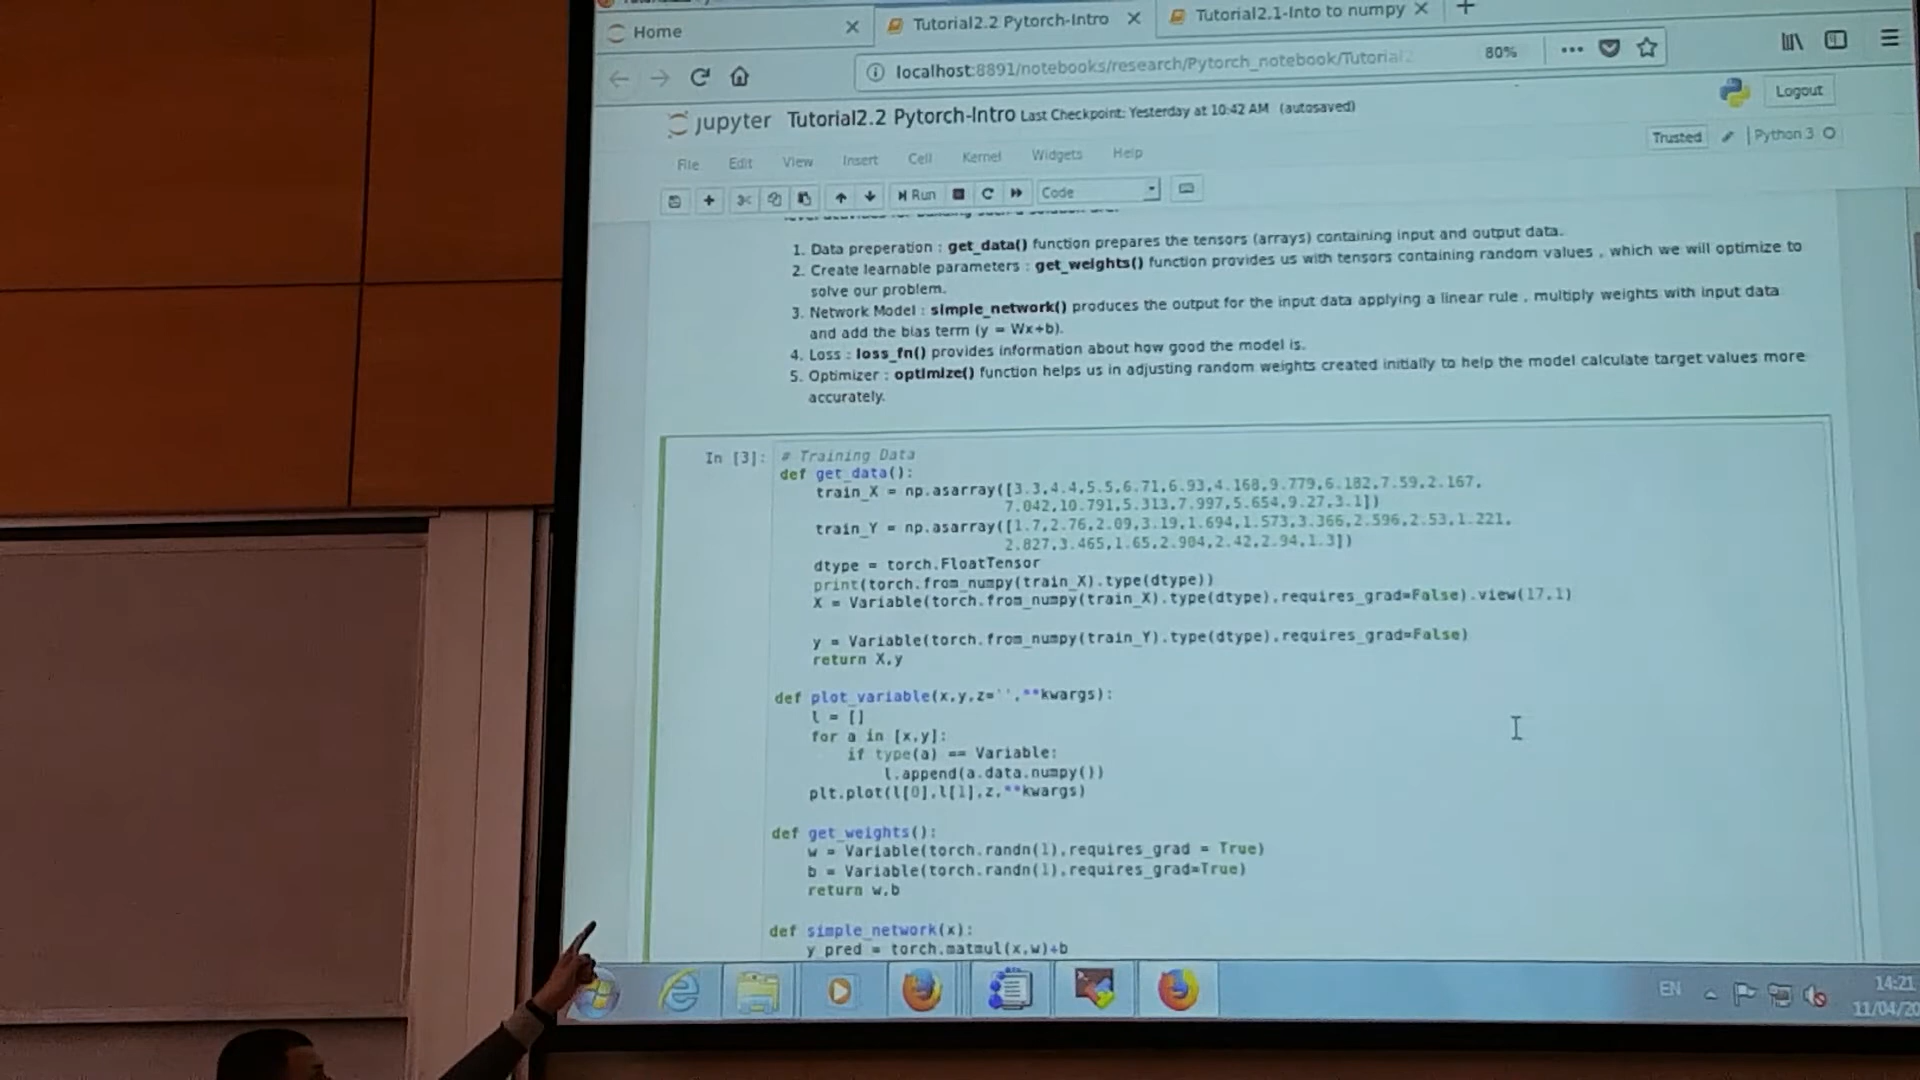 Home
Tutorial2.2 Pytorch-Intro
Tutorial2.1-Into to numpy
localhost:8891/notebooks/research/Pytorch_notebook/Tutorial2
80%
jupyter Tutorial2.2 Pytorch-Intro Last Checkpoint: Yesterday at 10:42 AM (autosaved)
Logout
File Edit View Insert Cell Kernel Widgets Help
Trusted
Python 3
Run
Code
1. Data preperation : get_data() function prepares the tensors (arrays) containing input and output data.
2. Create learnable parameters : get_weights() function provides us with tensors containing random values , which we will optimize to
solve our problem.
3. Network Model : simple_network() produces the output for the input data applying a linear rule , multiply weights with input data
and add the bias term (y = Wx+b).
4. Loss : loss_fn() provides information about how good the model is.
5. Optimizer : optimize() function helps us in adjusting random weights created initially to help the model calculate target values more
accurately.
In [3]: # Training Data
def get_data():
train_X = np.asarray([3.3,4.4,5.5,6.71,6.93,4.168,9.779,6.182,7.59,2.167,
7.042,10.791,5.313,7.997,5.654,9.27,3.1])
train_Y = np.asarray([1.7,2.76,2.09,3.19,1.694,1.573,3.366,2.596,2.53,1.221,
2.827,3.465,1.65,2.904,2.42,2.94,1.3])
dtype = torch.FloatTensor
print(torch.from_numpy(train_X).type(dtype))
X = Variable(torch.from_numpy(train_X).type(dtype),requires_grad=False).view(17,1)
y = Variable(torch.from_numpy(train_Y).type(dtype),requires_grad=False)
return X,y
def plot_variable(x,y,z='',**kwargs):
l = []
for a in [x,y]:
if type(a) == Variable:
l.append(a.data.numpy())
plt.plot(l[0],l[1],z,**kwargs)
def get_weights():
w = Variable(torch.randn(1),requires_grad = True)
b = Variable(torch.randn(1),requires_grad=True)
return w,b
def simple_network(x):
y_pred = torch.matmul(x,w)+b
EN
14:21
11/04/20